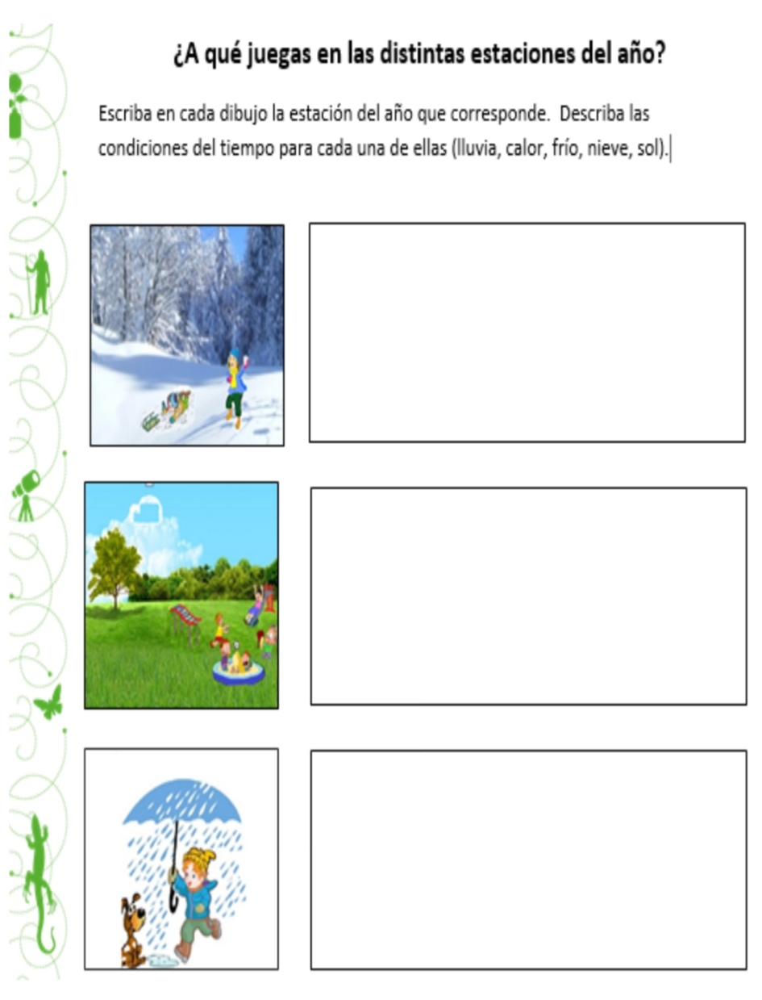 ¿A qué juegas en las distintas estaciones del año?
Escriba en cada dibujo la estación del año que corresponde. Describa las
condiciones del tiempo para cada una de ellas (lluvia, calor, frío, nieve, sol).